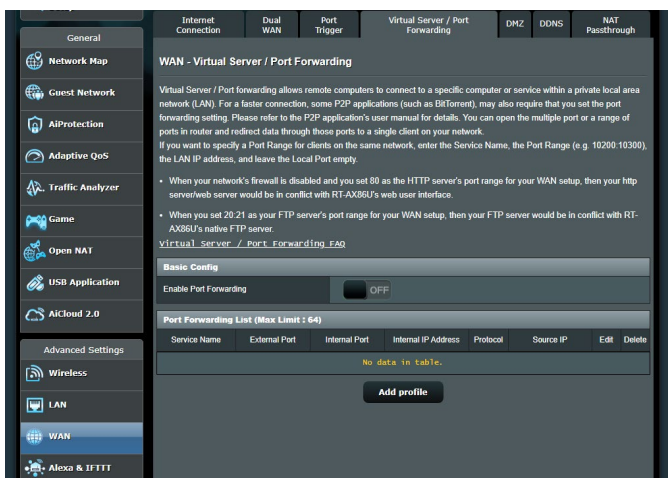 General
Network Map
Guest Network
AiProtection
Adaptive QoS
Traffic Analyzer
Game
Open NAT
USB Application
AiCloud 2.0
Advanced Settings
Wireless
LAN
WAN
Alexa & IFTTT
Internet Connection
Dual WAN
Port Trigger
Virtual Server / Port Forwarding
DMZ
DDNS
NAT Passthrough
WAN - Virtual Server / Port Forwarding
Virtual Server / Port forwarding allows remote computers to connect to a specific computer or service within a private local area
network (LAN). For a faster connection, some P2P applications (such as BitTorrent), may also require that you set the port
forwarding setting. Please refer to the P2P application's user manual for details. You can open the multiple port or a range of
ports in router and redirect data through those ports to a single client on your network.
If you want to specify a Port Range for clients on the same network, enter the Service Name, the Port Range (e.g. 10200:10300),
the LAN IP address, and leave the Local Port empty.
• When your network's firewall is disabled and you set 80 as the HTTP server's port range for your WAN setup, then your http
server/web server would be in conflict with RT-AX86U's web user interface.
• When you set 20:21 as your FTP server's port range for your WAN setup, then your FTP server would be in conflict with RT-
AX86U's native FTP server.
Virtual Server / Port Forwarding FAQ
Basic Config
Enable Port Forwarding OFF
Port Forwarding List (Max Limit : 64)
Service Name External Port Internal Port Internal IP Address Protocol Source IP Edit Delete
No data in table.
Add profile